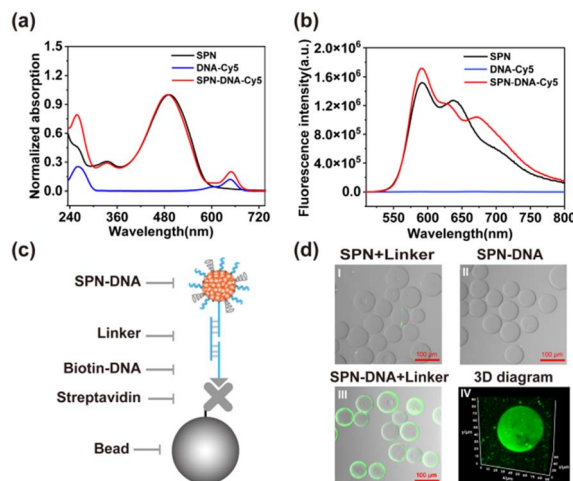 (a)
Normalized absorption
1.2
0.9
0.6
0.3
0.0
240
360
480
600
720
Wavelength(nm)
SPN
DNA-Cy5
SPN-DNA-Cy5
(b)
Fluorescence intensity(a.u.)
2.0×10⁶
1.6×10⁶
1.2×10⁶
8.0×10⁵
4.0×10⁵
0.0
550
600
650
700
750
800
Wavelength(nm)
SPN
DNA-Cy5
SPN-DNA-Cy5
(c)
SPN-DNA
Linker
Biotin-DNA
Streptavidin
Bead
(d)
SPN+Linker
I
100 μm
SPN-DNA
II
100 μm
SPN-DNA+Linker
III
100 μm
3D diagram
IV